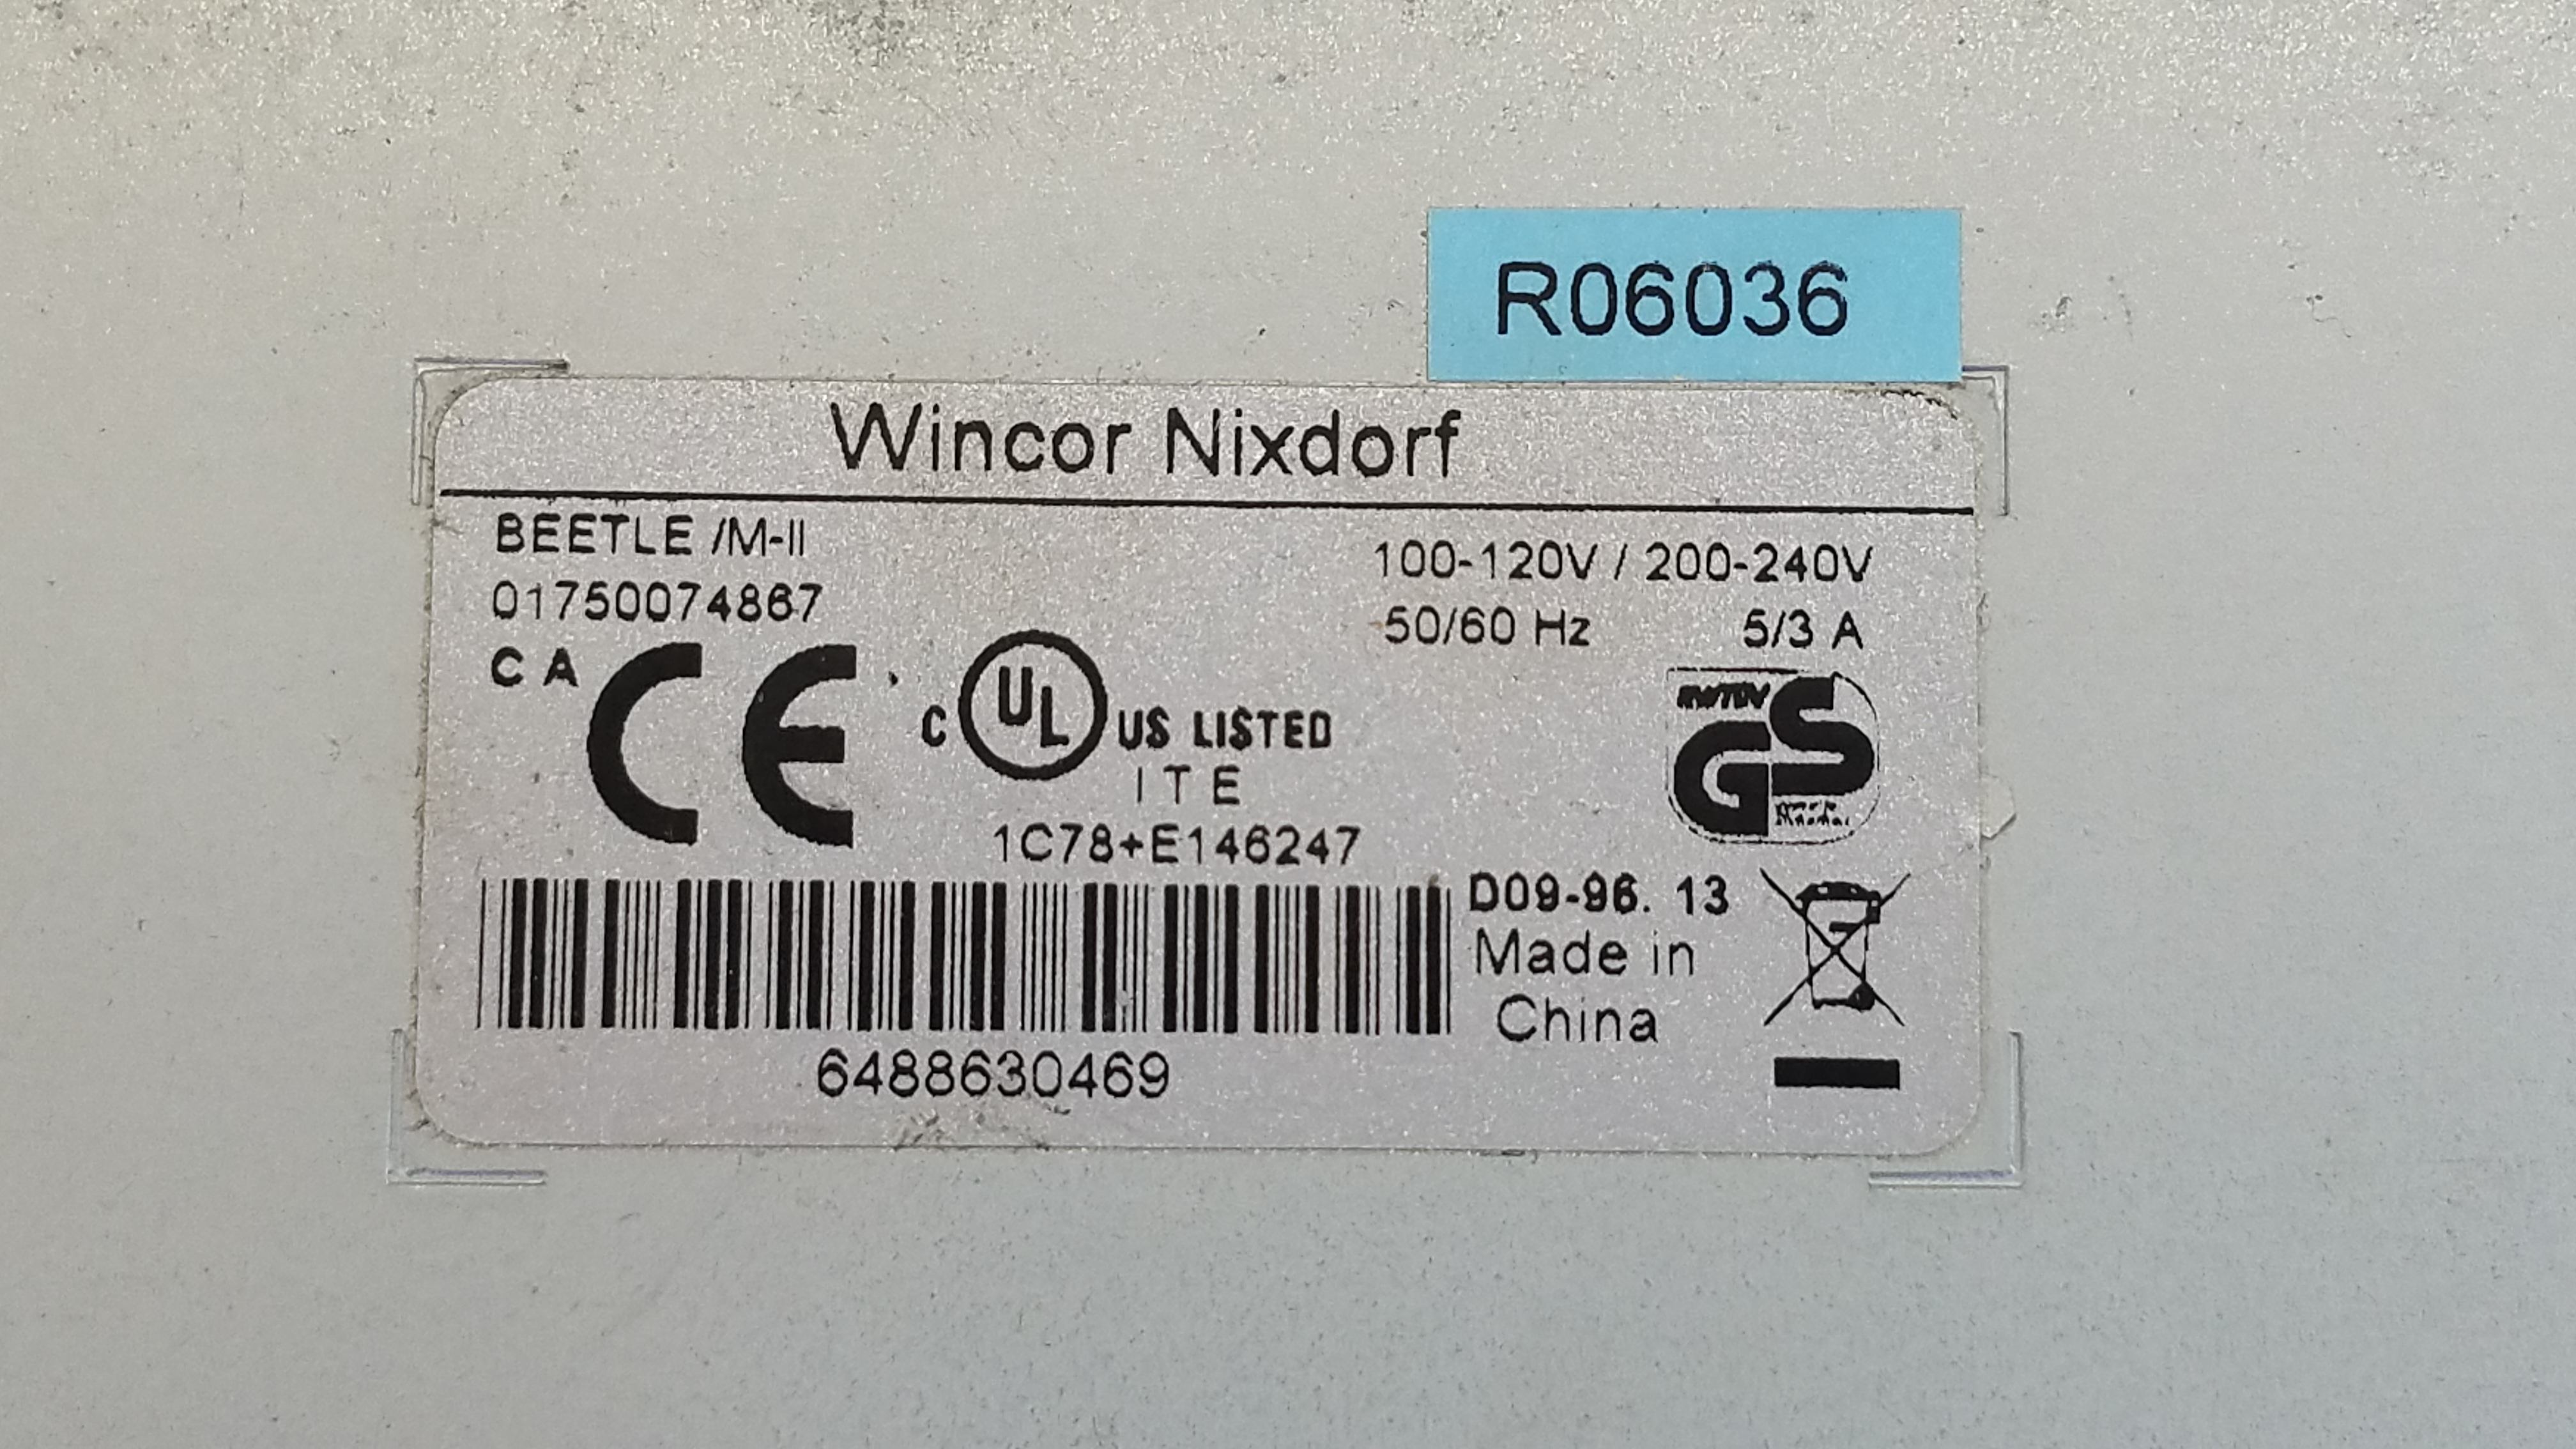 R06036
Wincor Nixdorf
BEETLE /M-II
100-120V / 200-240V
01750074867
50/60 Hz 5/3 A
C A CE
C UL US LISTED
I T E
1C78+E146247
GS
D09-96. 13
Made in
China
6488630469